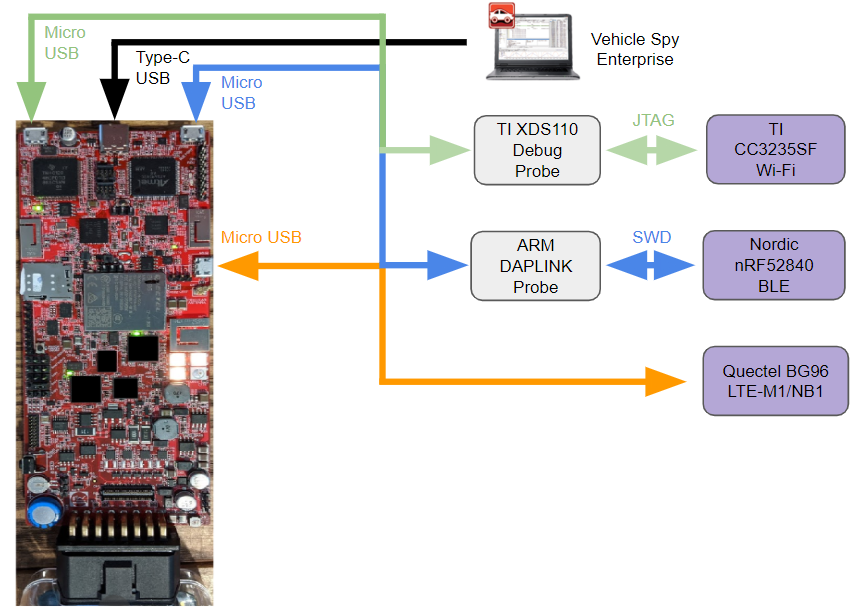 Micro
USB
Type-C
USB
Micro
USB
Vehicle Spy
Enterprise
TI XDS110
Debug
Probe
JTAG
TI
CC3235SF
Wi-Fi
Micro USB
ARM
DAPLINK
Probe
SWD
Nordic
nRF52840
BLE
Quectel BG96
LTE-M1/NB1
Atmel